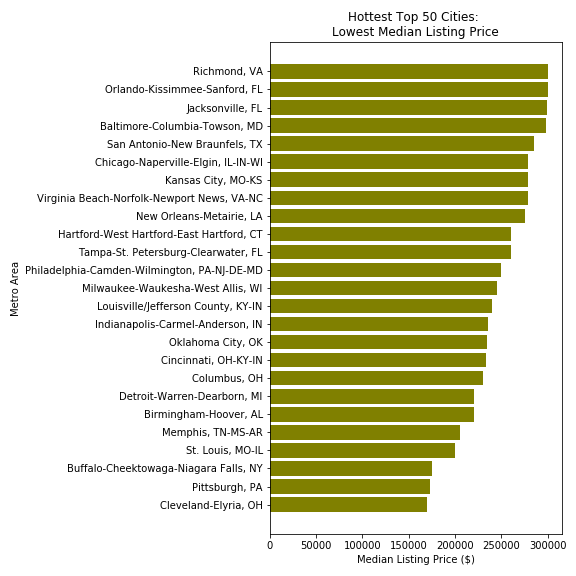 Hottest Top 50 Cities:
Lowest Median Listing Price
Richmond, VA
Orlando-Kissimmee-Sanford, FL
Jacksonville, FL
Baltimore-Columbia-Towson, MD
San Antonio-New Braunfels, TX
Chicago-Naperville-Elgin, IL-IN-WI
Kansas City, MO-KS
Virginia Beach-Norfolk-Newport News, VA-NC
New Orleans-Metairie, LA
Hartford-West Hartford-East Hartford, CT
Tampa-St. Petersburg-Clearwater, FL
Philadelphia-Camden-Wilmington, PA-NJ-DE-MD
Milwaukee-Waukesha-West Allis, WI
Louisville/Jefferson County, KY-IN
Indianapolis-Carmel-Anderson, IN
Oklahoma City, OK
Cincinnati, OH-KY-IN
Columbus, OH
Detroit-Warren-Dearborn, MI
Birmingham-Hoover, AL
Memphis, TN-MS-AR
St. Louis, MO-IL
Buffalo-Cheektowaga-Niagara Falls, NY
Pittsburgh, PA
Cleveland-Elyria, OH
Metro Area
0 50000 100000 150000 200000 250000 300000
Median Listing Price ($)